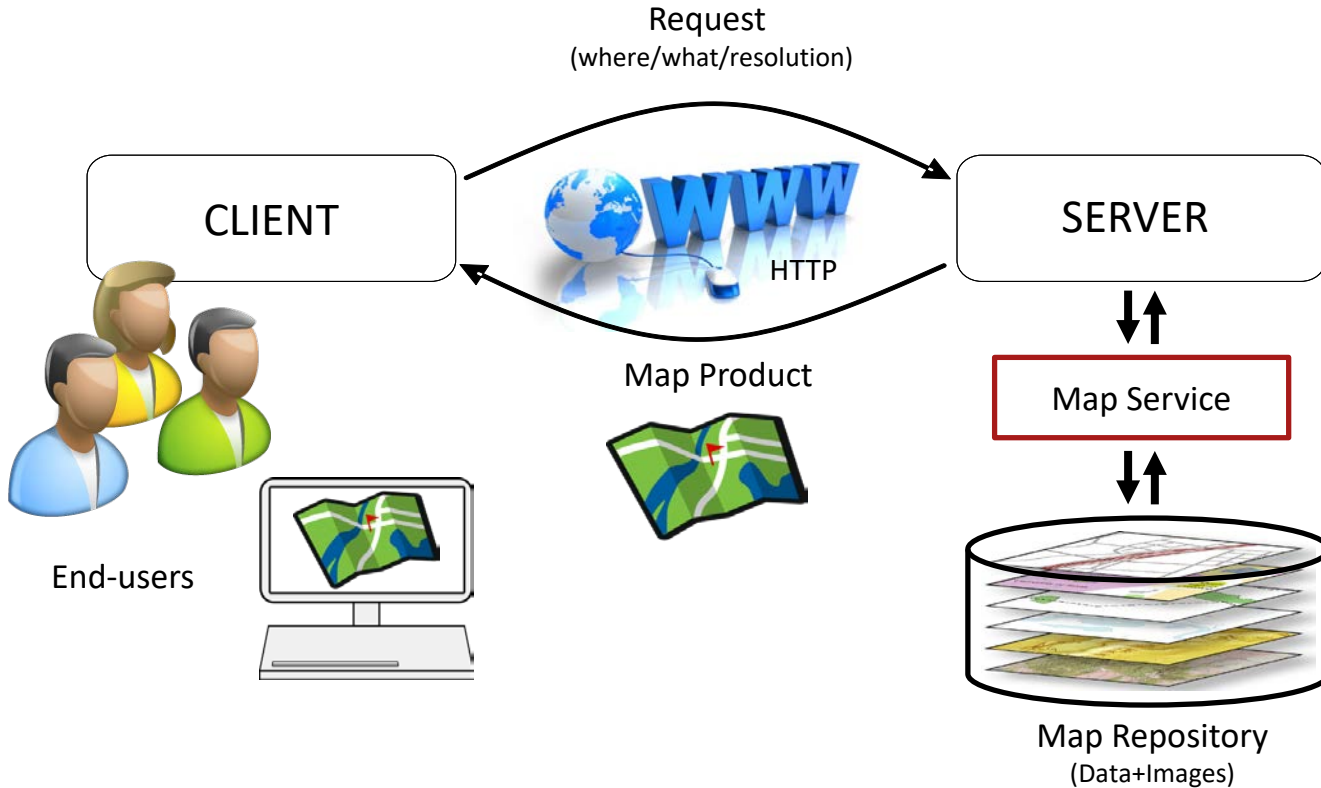 Request
(where/what/resolution)
CLIENT
WWW
HTTP
SERVER
Map Product
Map Service
End-users
Map Repository
(Data+Images)